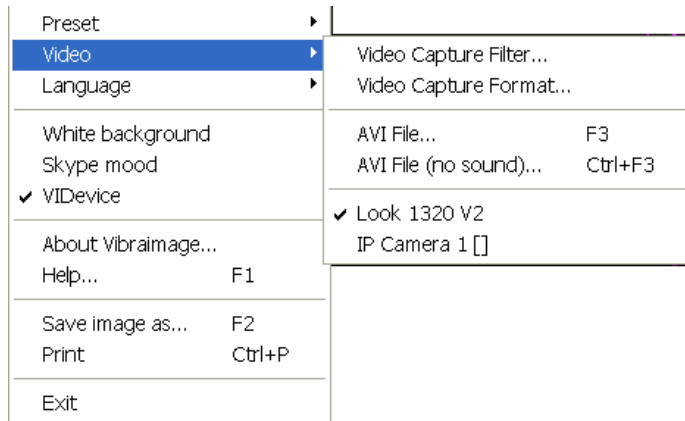 Preset
Video
Language
White background
Skype mood
VIDevice
About Vibraimage...
Help... F1
Save image as... F2
Print Ctrl+P
Exit
Video Capture Filter...
Video Capture Format...
AVI File... F3
AVI File (no sound)... Ctrl+F3
Look 1320 V2
IP Camera 1 []